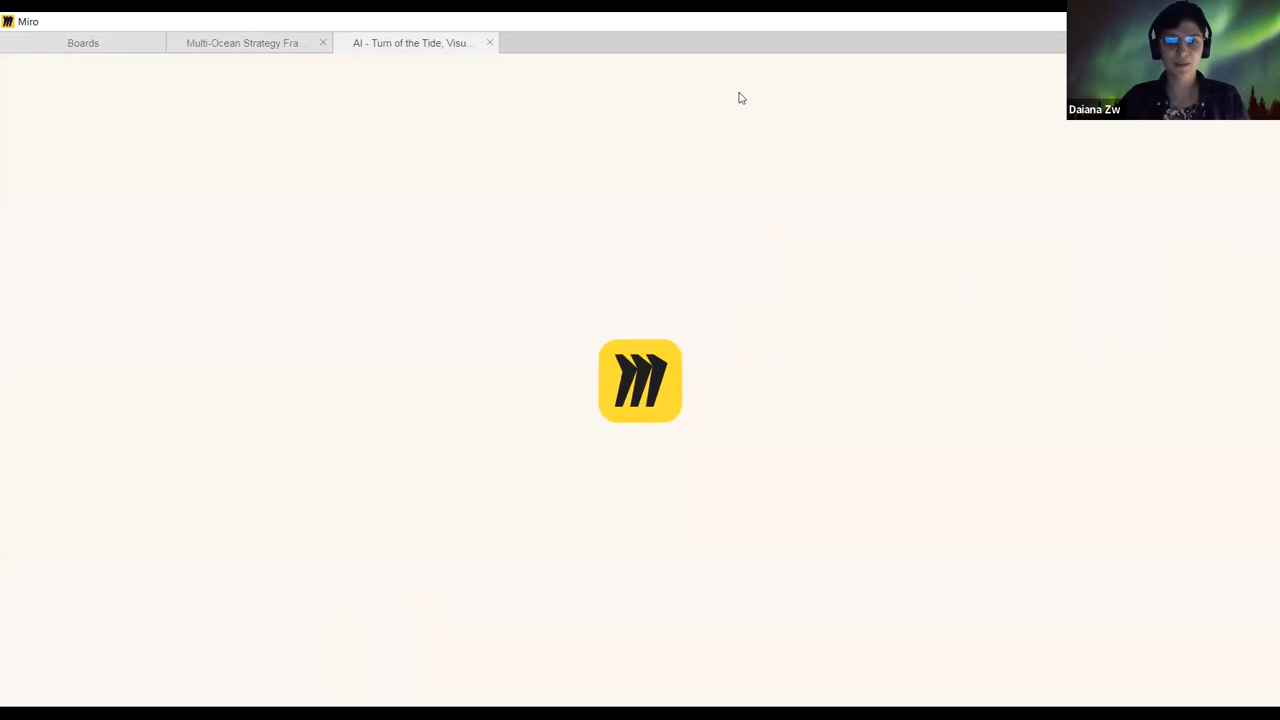 Miro
Boards
Multi-Ocean Strategy Fra...
AI - Turn of the Tide, Visu...
Daiana Zw